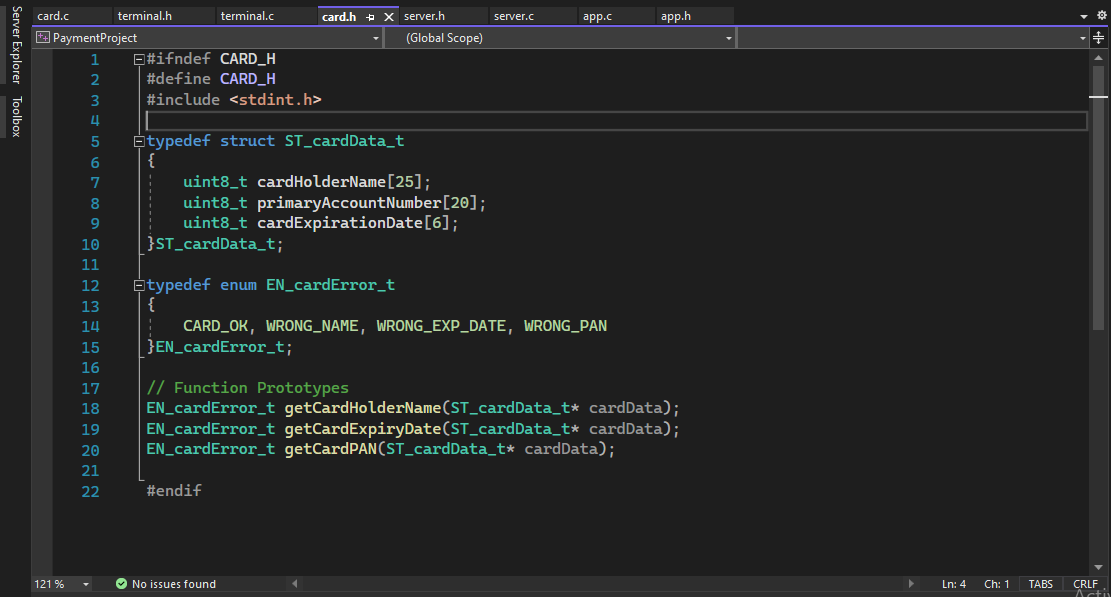 Server Explorer
Toolbox
card.c terminal.h terminal.c card.h server.h server.c app.c app.h
PaymentProject (Global Scope)
1 #ifndef CARD_H
2 #define CARD_H
3 #include <stdint.h>
4
5 typedef struct ST_cardData_t
6 {
7 uint8_t cardHolderName[25];
8 uint8_t primaryAccountNumber[20];
9 uint8_t cardExpirationDate[6];
10 }ST_cardData_t;
11
12 typedef enum EN_cardError_t
13 {
14 CARD_OK, WRONG_NAME, WRONG_EXP_DATE, WRONG_PAN
15 }EN_cardError_t;
16
17 // Function Prototypes
18 EN_cardError_t getCardHolderName(ST_cardData_t* cardData);
19 EN_cardError_t getCardExpiryDate(ST_cardData_t* cardData);
20 EN_cardError_t getCardPAN(ST_cardData_t* cardData);
21
22 #endif
121 % No issues found Ln: 4 Ch: 1 TABS CRLF